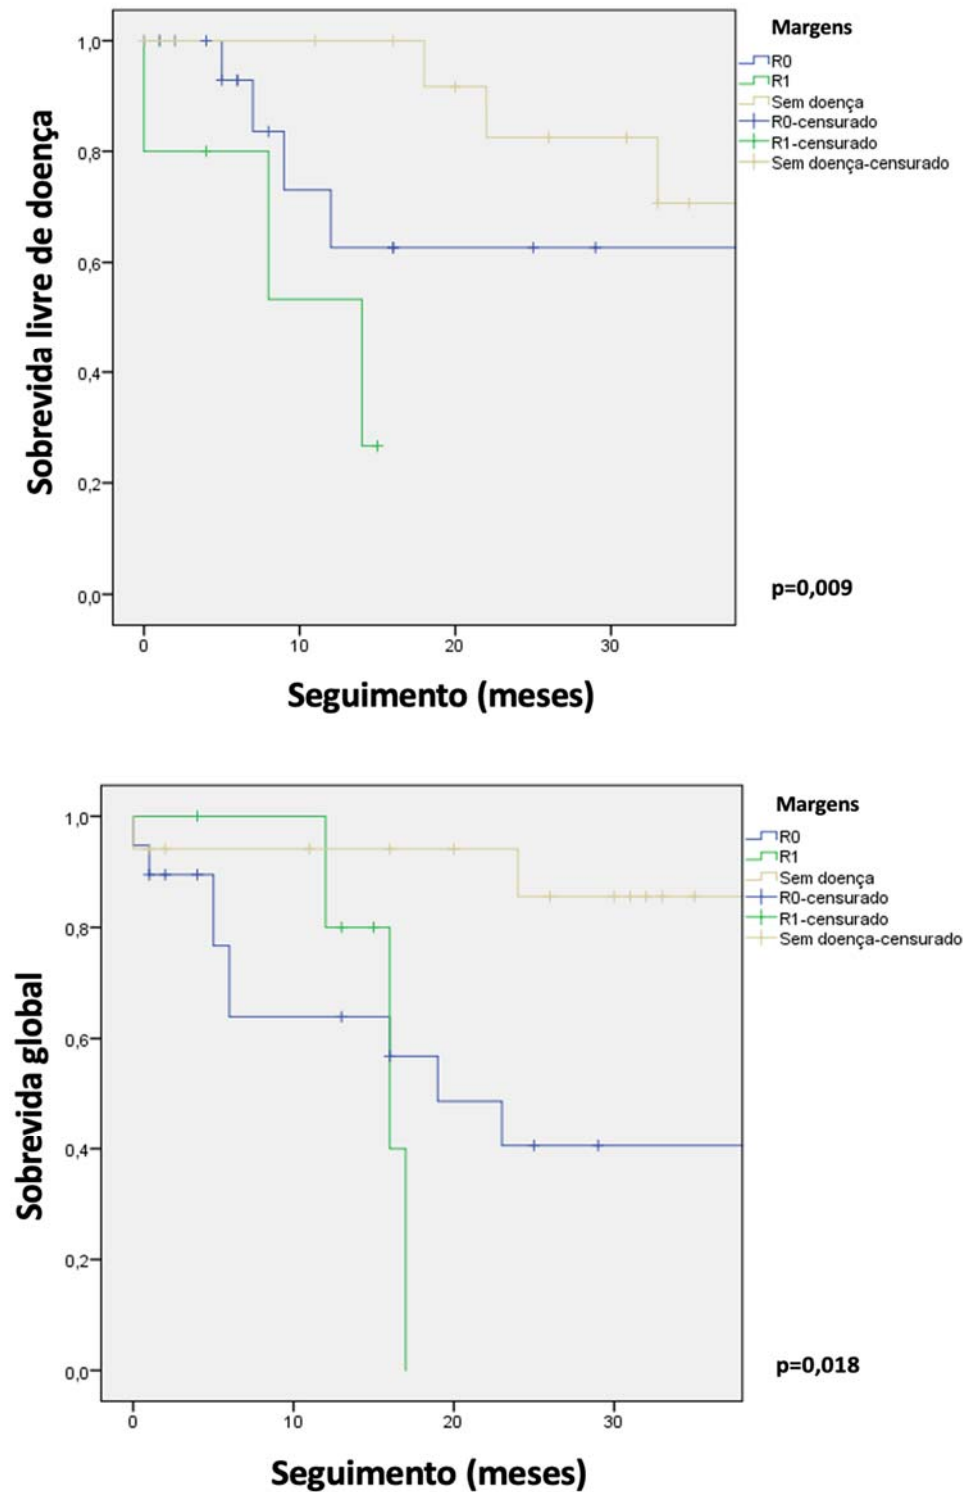 Margens
R0
R1
Sem doença
R0-censurado
R1-censurado
Sem doença-censurado
Sobrevida livre de doença
1,0
0,8
0,6
0,4
0,2
0,0
p=0,009
0 10 20 30
Seguimento (meses)
Margens
R0
R1
Sem doença
R0-censurado
R1-censurado
Sem doença-censurado
Sobrevida global
1,0
0,8
0,6
0,4
0,2
0,0
p=0,018
0 10 20 30
Seguimento (meses)